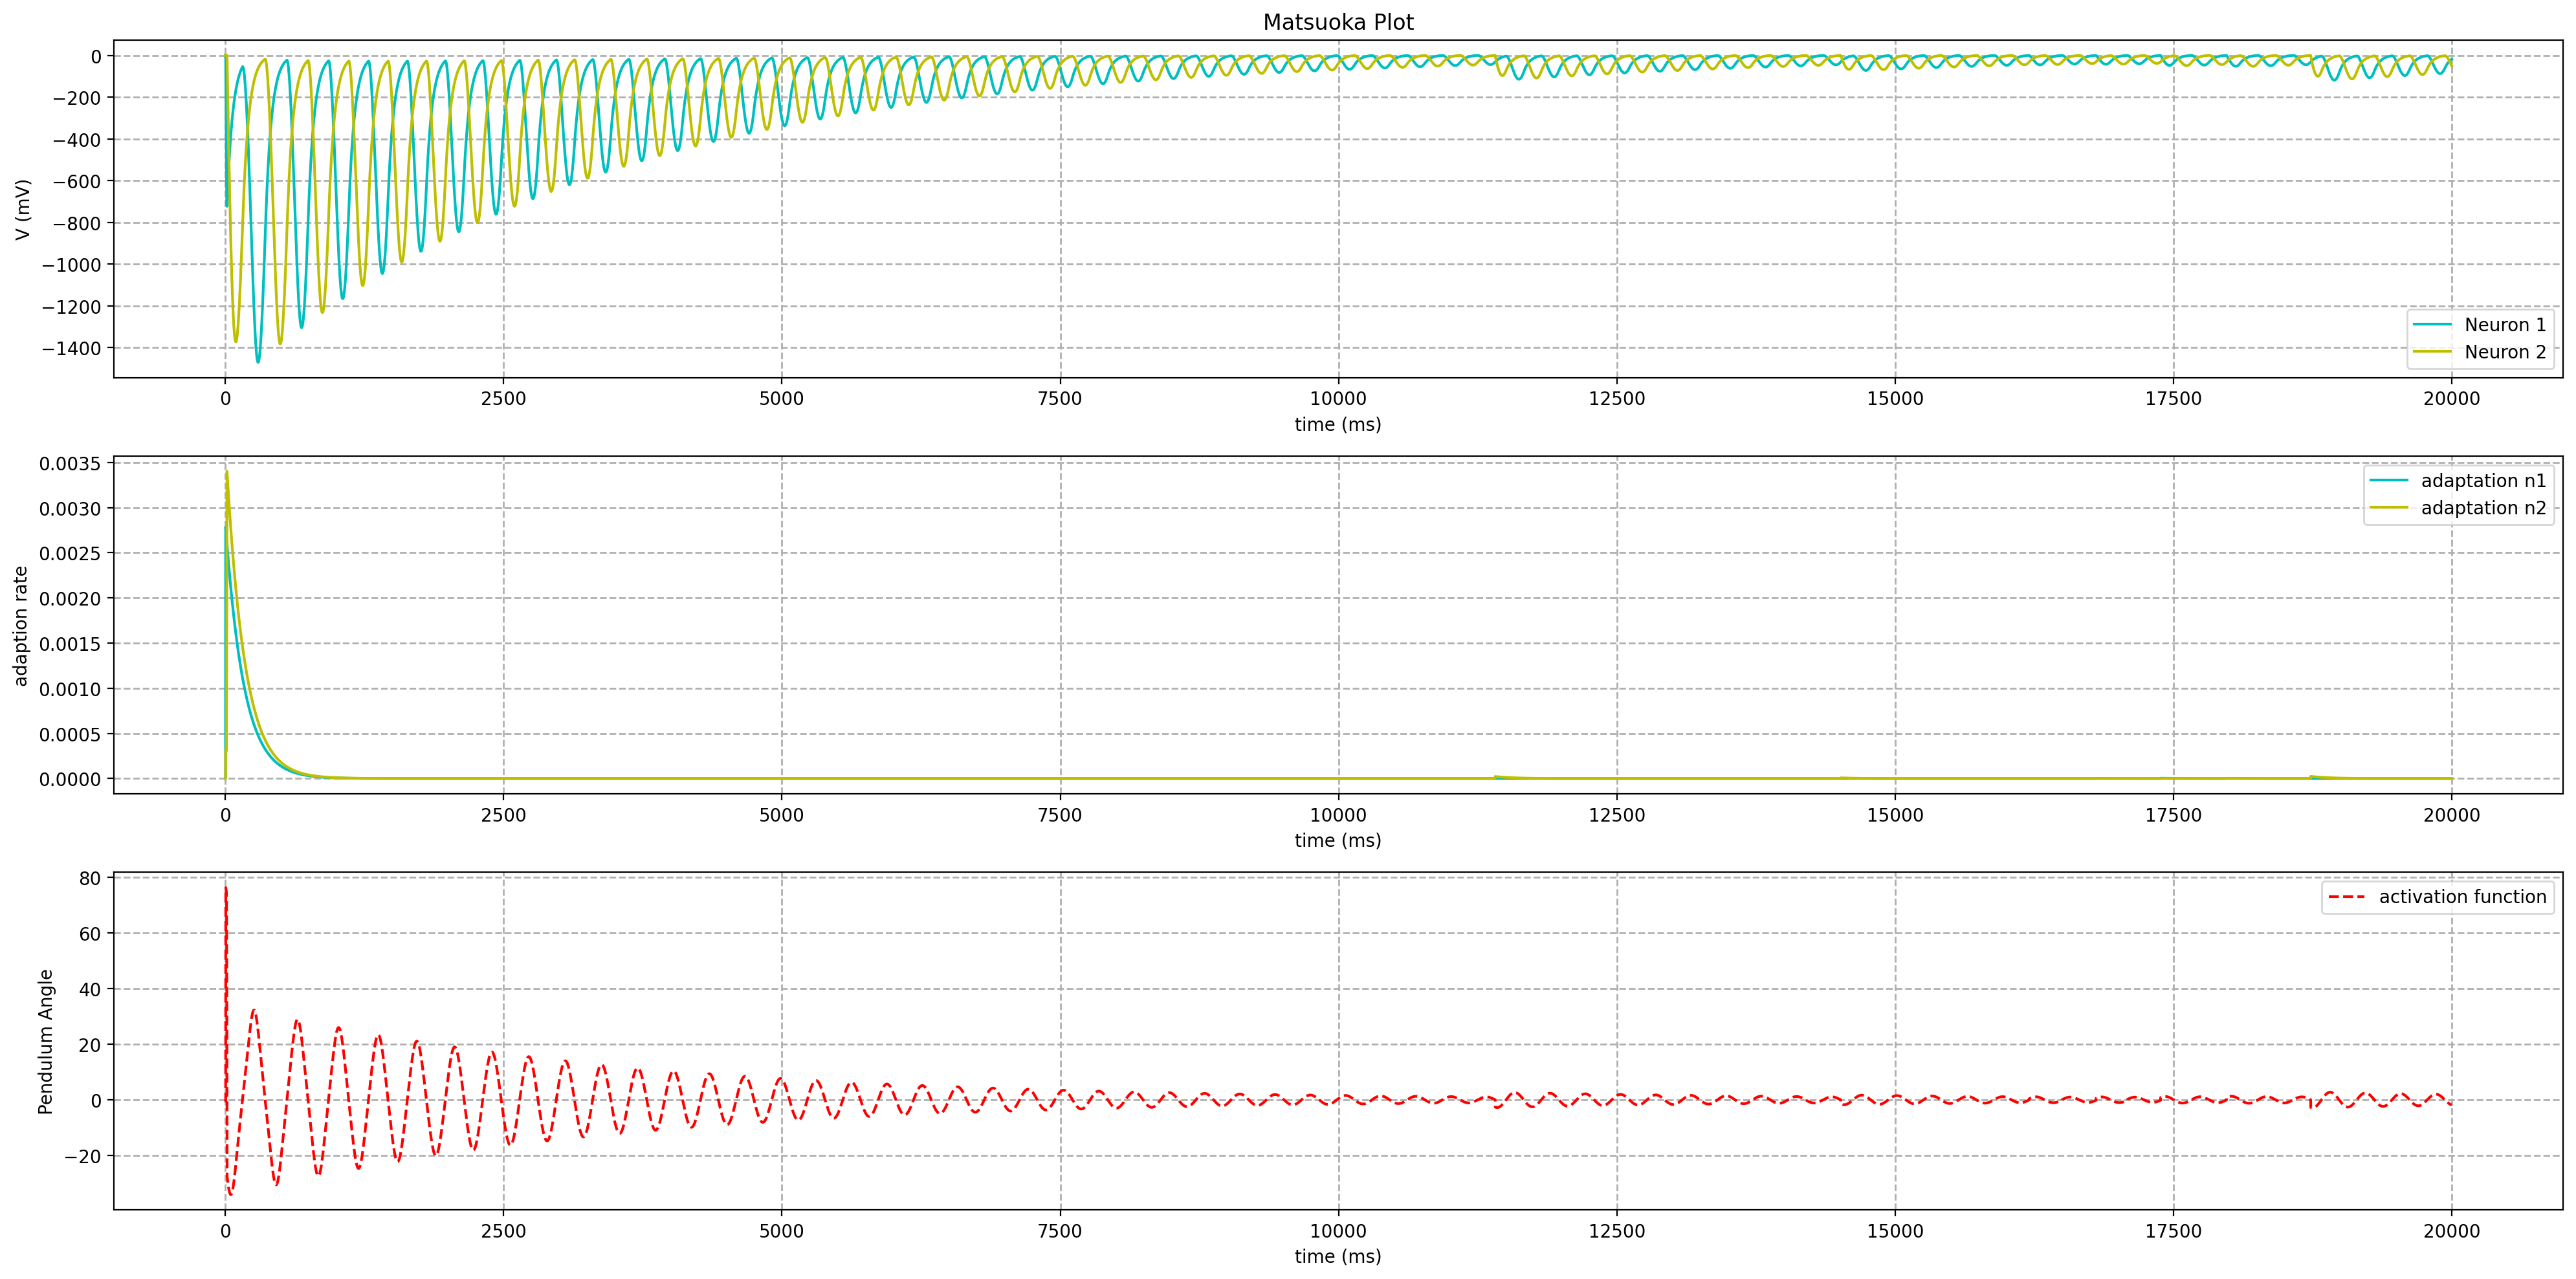 Matsuoka Plot
0
−200
−400
−600
−800
−1000
−1200
−1400
V (mV)
Neuron 1
Neuron 2
0 2500 5000 7500 10000 12500 15000 17500 20000
time (ms)
0.0035
0.0030
0.0025
0.0020
0.0015
0.0010
0.0005
0.0000
adaption rate
adaptation n1
adaptation n2
0 2500 5000 7500 10000 12500 15000 17500 20000
time (ms)
80
60
40
20
0
−20
Pendulum Angle
activation function
0 2500 5000 7500 10000 12500 15000 17500 20000
time (ms)